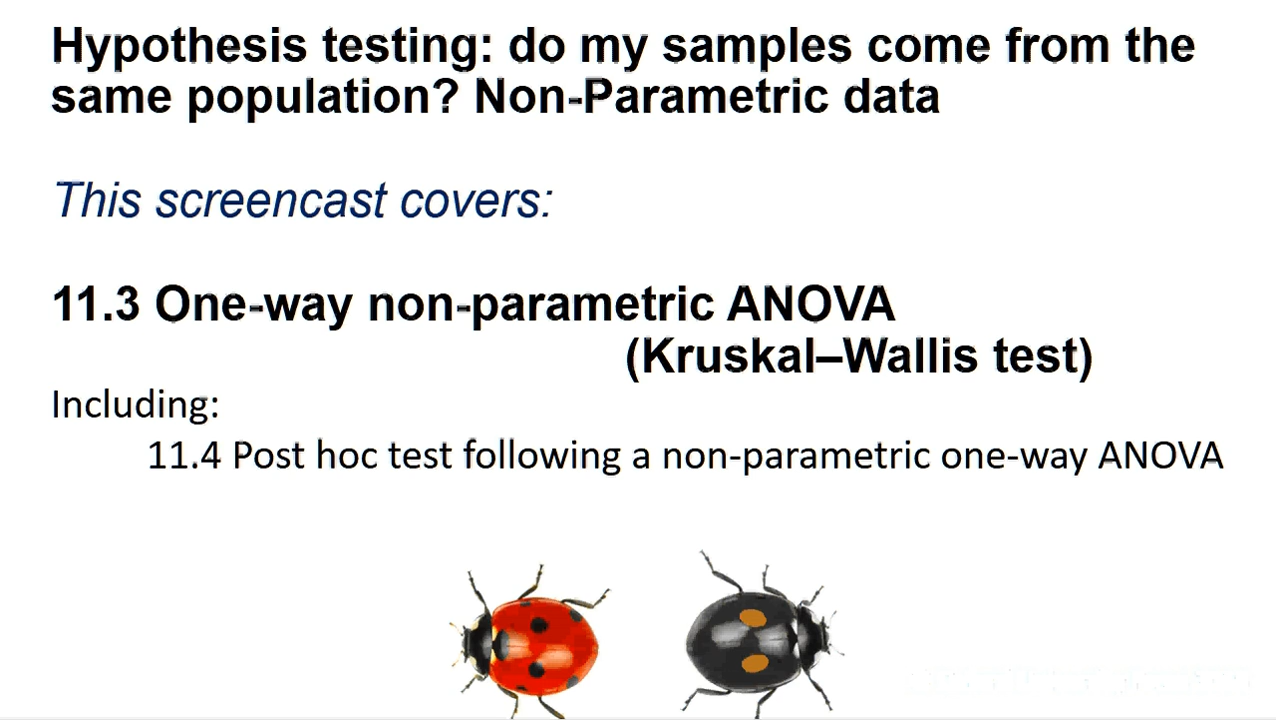 Hypothesis testing: do my samples come from the
same population? Non-Parametric data
This screencast covers:
11.3 One-way non-parametric ANOVA
(Kruskal–Wallis test)
Including:
11.4 Post hoc test following a non-parametric one-way ANOVA